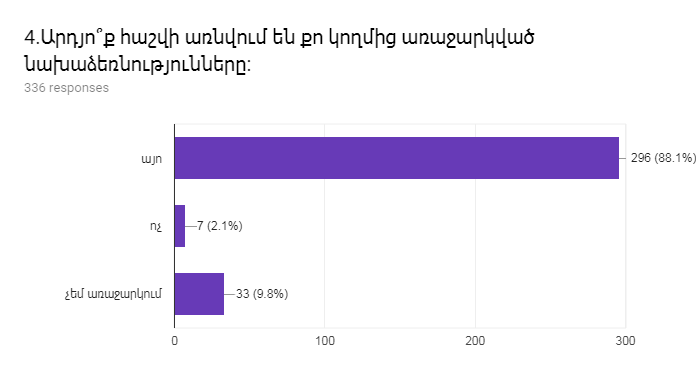 4.Արդյո՞ք հաշվի առնվում են քո կողմից առաջարկված
նախաձեռնությունները:
336 responses
այո
296 (88.1%)
ոչ
7 (2.1%)
չեմ առաջարկում
33 (9.8%)
0
100
200
300